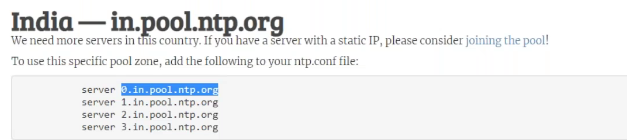 India — in.pool.ntp.org
We need more servers in this country. If you have a server with a static IP, please consider joining the pool!
To use this specific pool zone, add the following to your ntp.conf file:
server 0.in.pool.ntp.org
server 1.in.pool.ntp.org
server 2.in.pool.ntp.org
server 3.in.pool.ntp.org